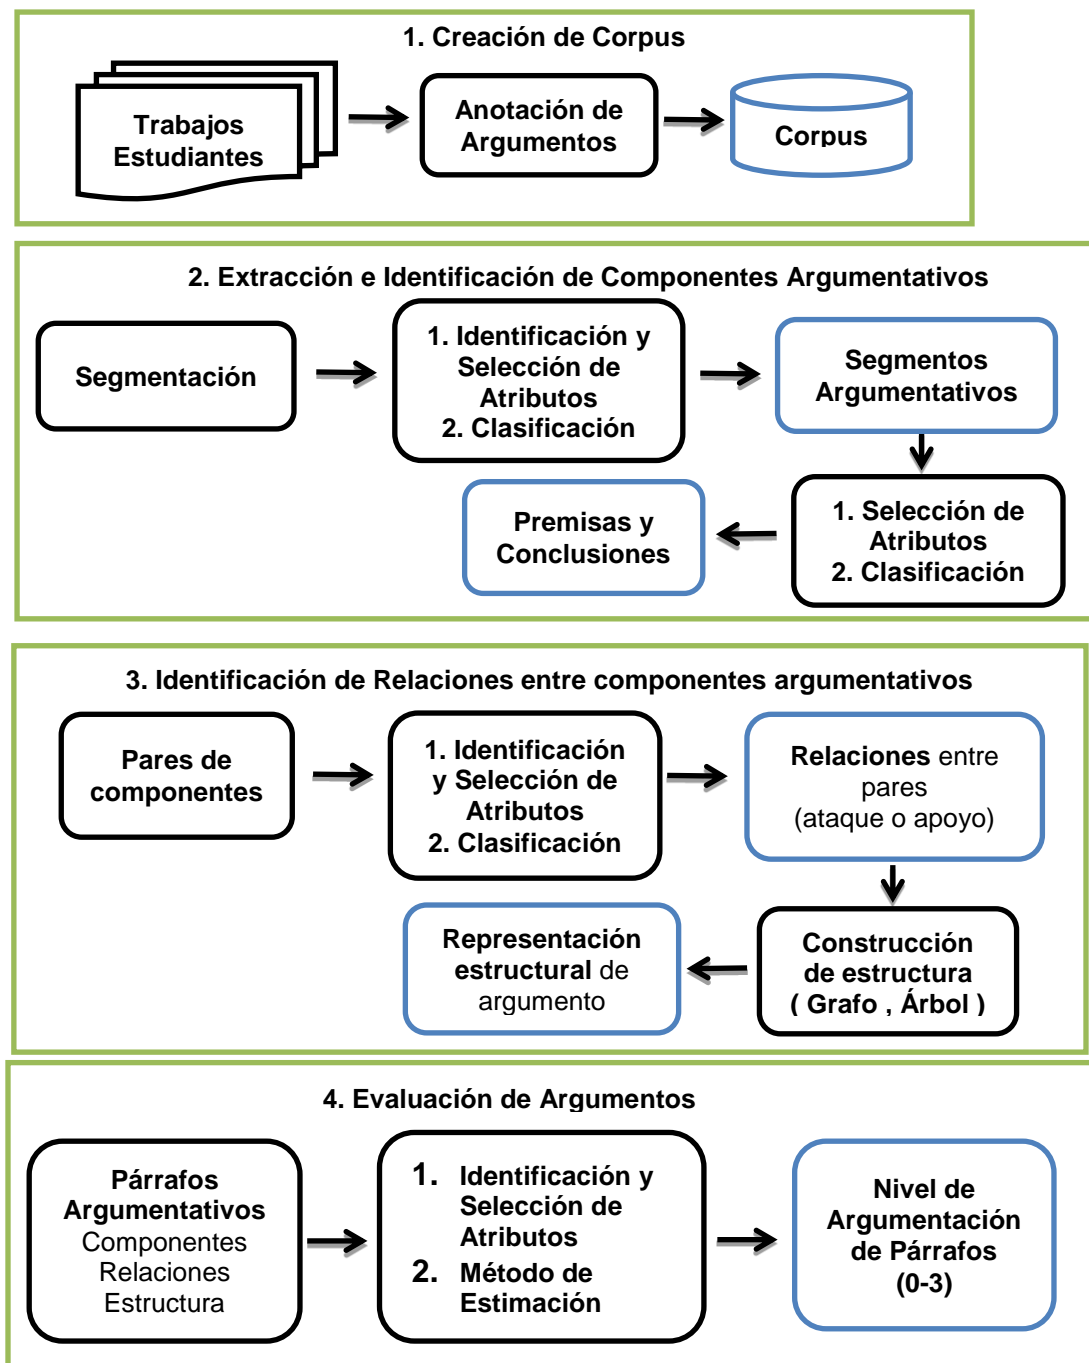 1. Creación de Corpus
Trabajos
Estudiantes
Anotación de
Argumentos
Corpus
2. Extracción e Identificación de Componentes Argumentativos
Segmentación
1. Identificación y
Selección de
Atributos
2. Clasificación
Segmentos
Argumentativos
1. Selección de
Atributos
2. Clasificación
Premisas y
Conclusiones
3. Identificación de Relaciones entre componentes argumentativos
Pares de
componentes
1. Identificación
y Selección de
Atributos
2. Clasificación
Relaciones entre
pares
(ataque o apoyo)
Construcción
de estructura
( Grafo , Árbol )
Representación
estructural de
argumento
4. Evaluación de Argumentos
Párrafos
Argumentativos
Componentes
Relaciones
Estructura
1. Identificación y
Selección de
Atributos
2. Método de
Estimación
Nivel de
Argumentación
de Párrafos
(0-3)